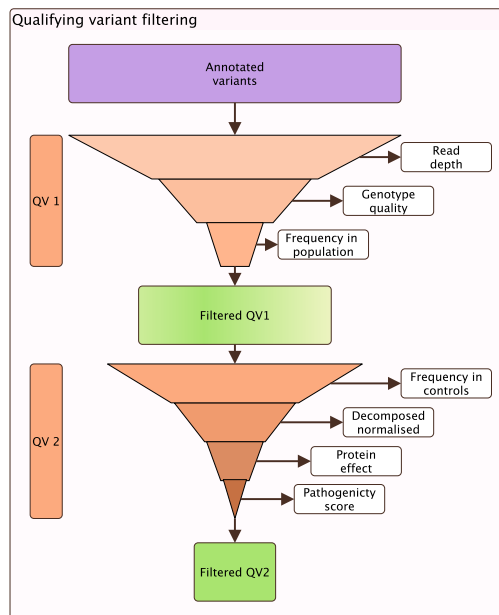 Qualifying variant filtering
Annotated
variants
QV 1
Read
depth
Genotype
quality
Frequency in
population
Filtered QV1
QV 2
Frequency in
controls
Decomposed
normalised
Protein
effect
Pathogenicty
score
Filtered QV2